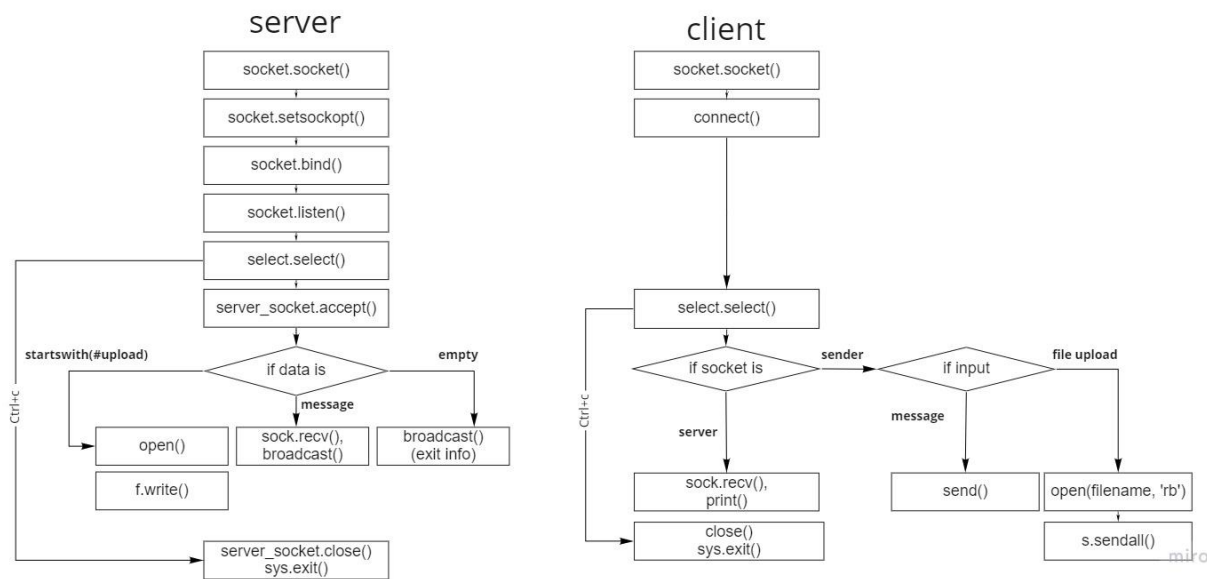 server
socket.socket()
socket.setsockopt()
socket.bind()
socket.listen()
select.select()
server_socket.accept()
startswith(#upload)
if data is
empty
message
Ctrl+c
open()
sock.recv(),
broadcast()
broadcast()
(exit info)
f.write()
server_socket.close()
sys.exit()
client
socket.socket()
connect()
select.select()
if socket is
sender
if input
file upload
message
Ctrl+c
server
sock.recv(),
print()
send()
open(filename, 'rb')
close()
sys.exit()
s.sendall()
miro